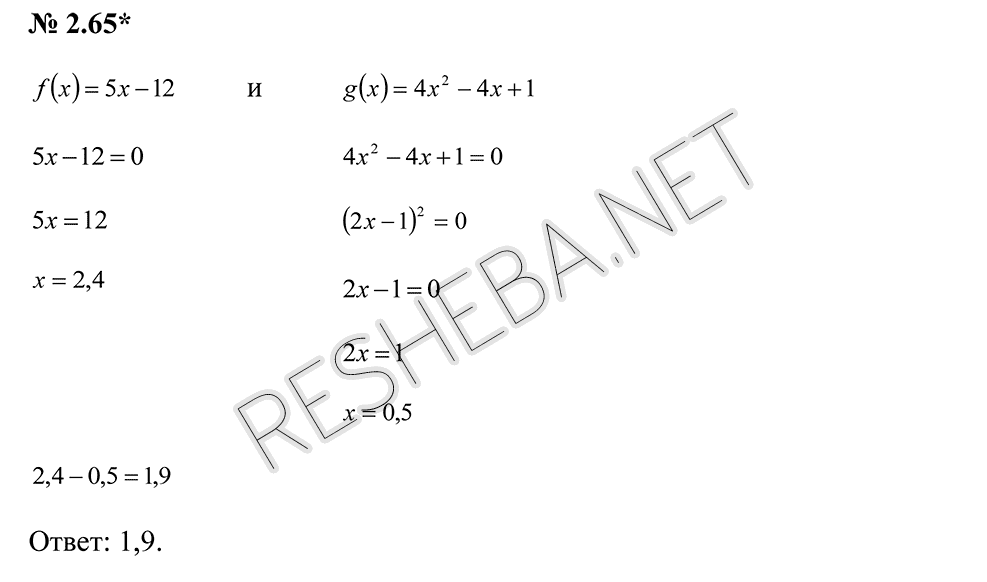 № 2.65*
f(x) = 5x − 12 и g(x) = 4x² − 4x + 1
5x − 12 = 0 4x² − 4x + 1 = 0
5x = 12 (2x − 1)² = 0
x = 2,4 2x − 1 = 0
2x = 1
x = 0,5
2,4 − 0,5 = 1,9
Ответ: 1,9.
RESHEBA.NET